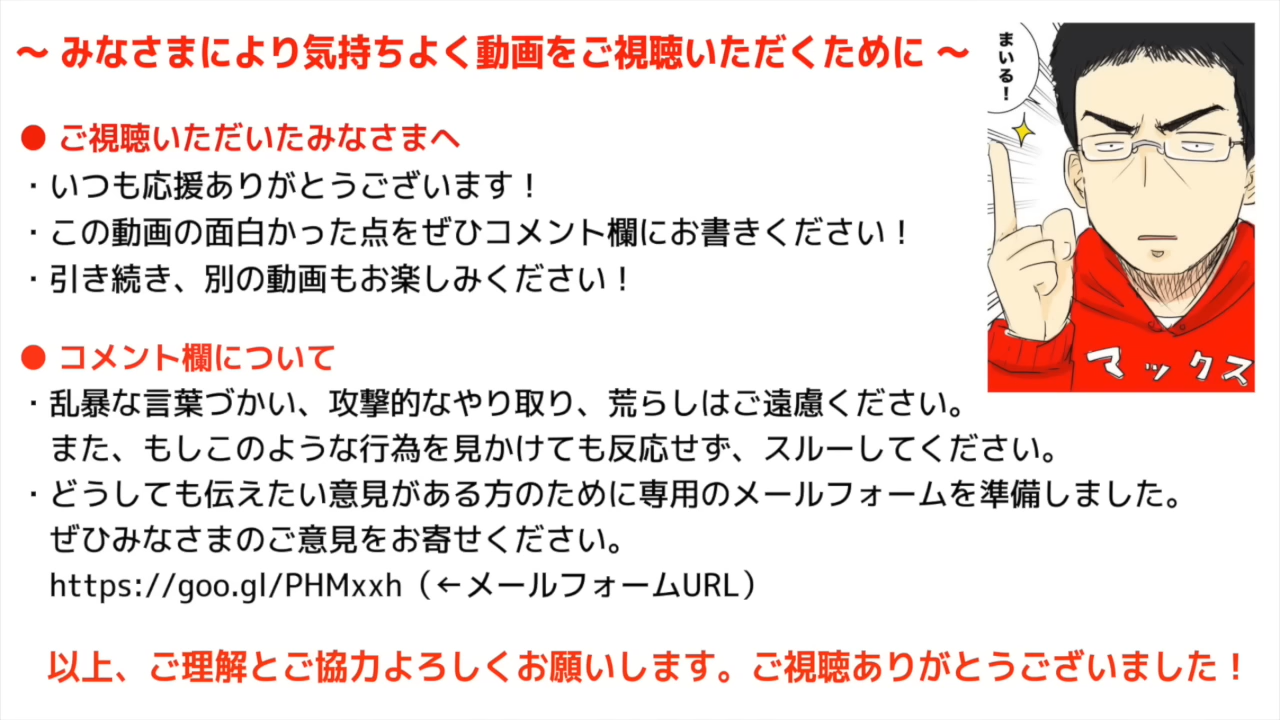 ～ みなさまにより気持ちよく動画をご視聴いただくために ～
まいる！
● ご視聴いただいたみなさまへ
・いつも応援ありがとうございます！
・この動画の面白かった点をぜひコメント欄にお書きください！
・引き続き、別の動画もお楽しみください！
マックス
● コメント欄について
・乱暴な言葉づかい、攻撃的なやり取り、荒らしはご遠慮ください。
また、もしこのような行為を見かけても反応せず、スルーしてください。
・どうしても伝えたい意見がある方のために専用のメールフォームを準備しました。
ぜひみなさまのご意見をお寄せください。
https://goo.gl/PHMxxh（←メールフォームURL）
以上、ご理解とご協力よろしくお願いします。ご視聴ありがとうございました！